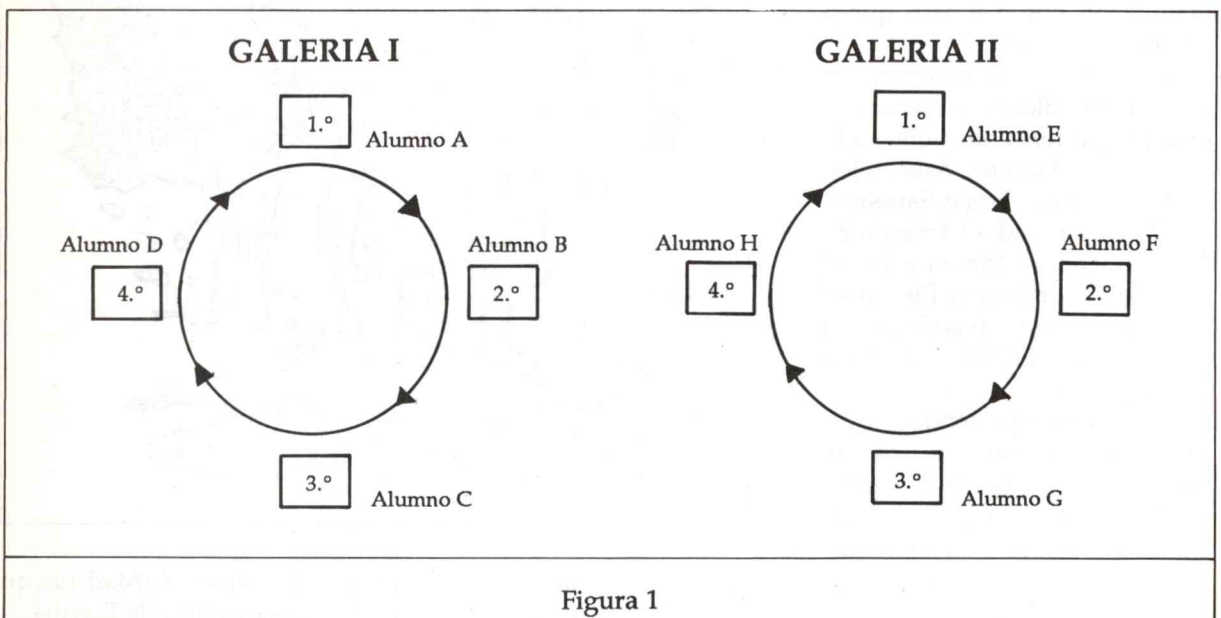 GALERIA I
1.º
Alumno A
Alumno D
Alumno B
4.º
2.º
3.º
Alumno C
GALERIA II
1.º
Alumno E
Alumno H
Alumno F
4.º
2.º
3.º
Alumno G
Figura 1